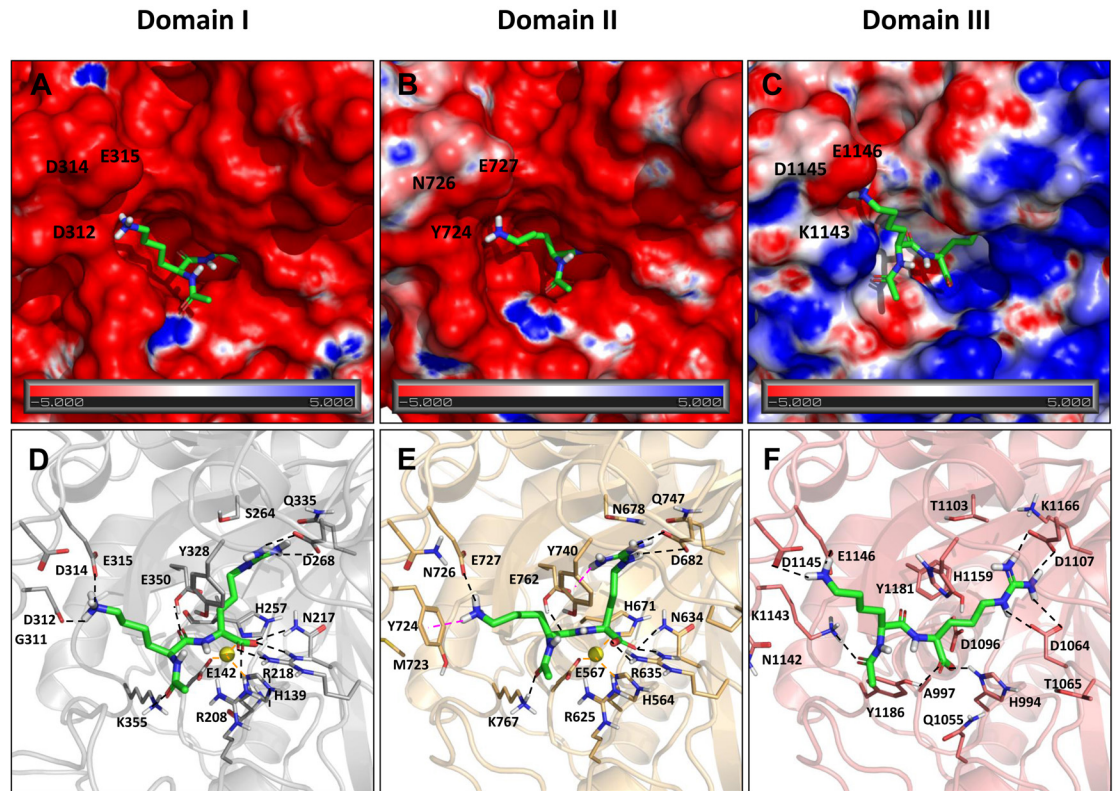 Domain I
Domain II
Domain III
A
E315
D314
D312
-5.000
5.000
B
E727
N726
Y724
-5.000
5.000
C
E1146
D1145
K1143
-5.000
5.000
D
Q335
S264
Y328
D314
E315
D268
E350
D312
H257
N217
G311
E142
R218
H139
K355
R208
E
N678
Q747
Y740
E727
N726
E762
D682
Y724
H671
N634
M723
E567
R635
H564
K767
R625
F
T1103
K1166
E1146
D1145
H1159
D1107
Y1181
K1143
D1096
D1064
N1142
A997
T1065
Y1186
H994
Q1055